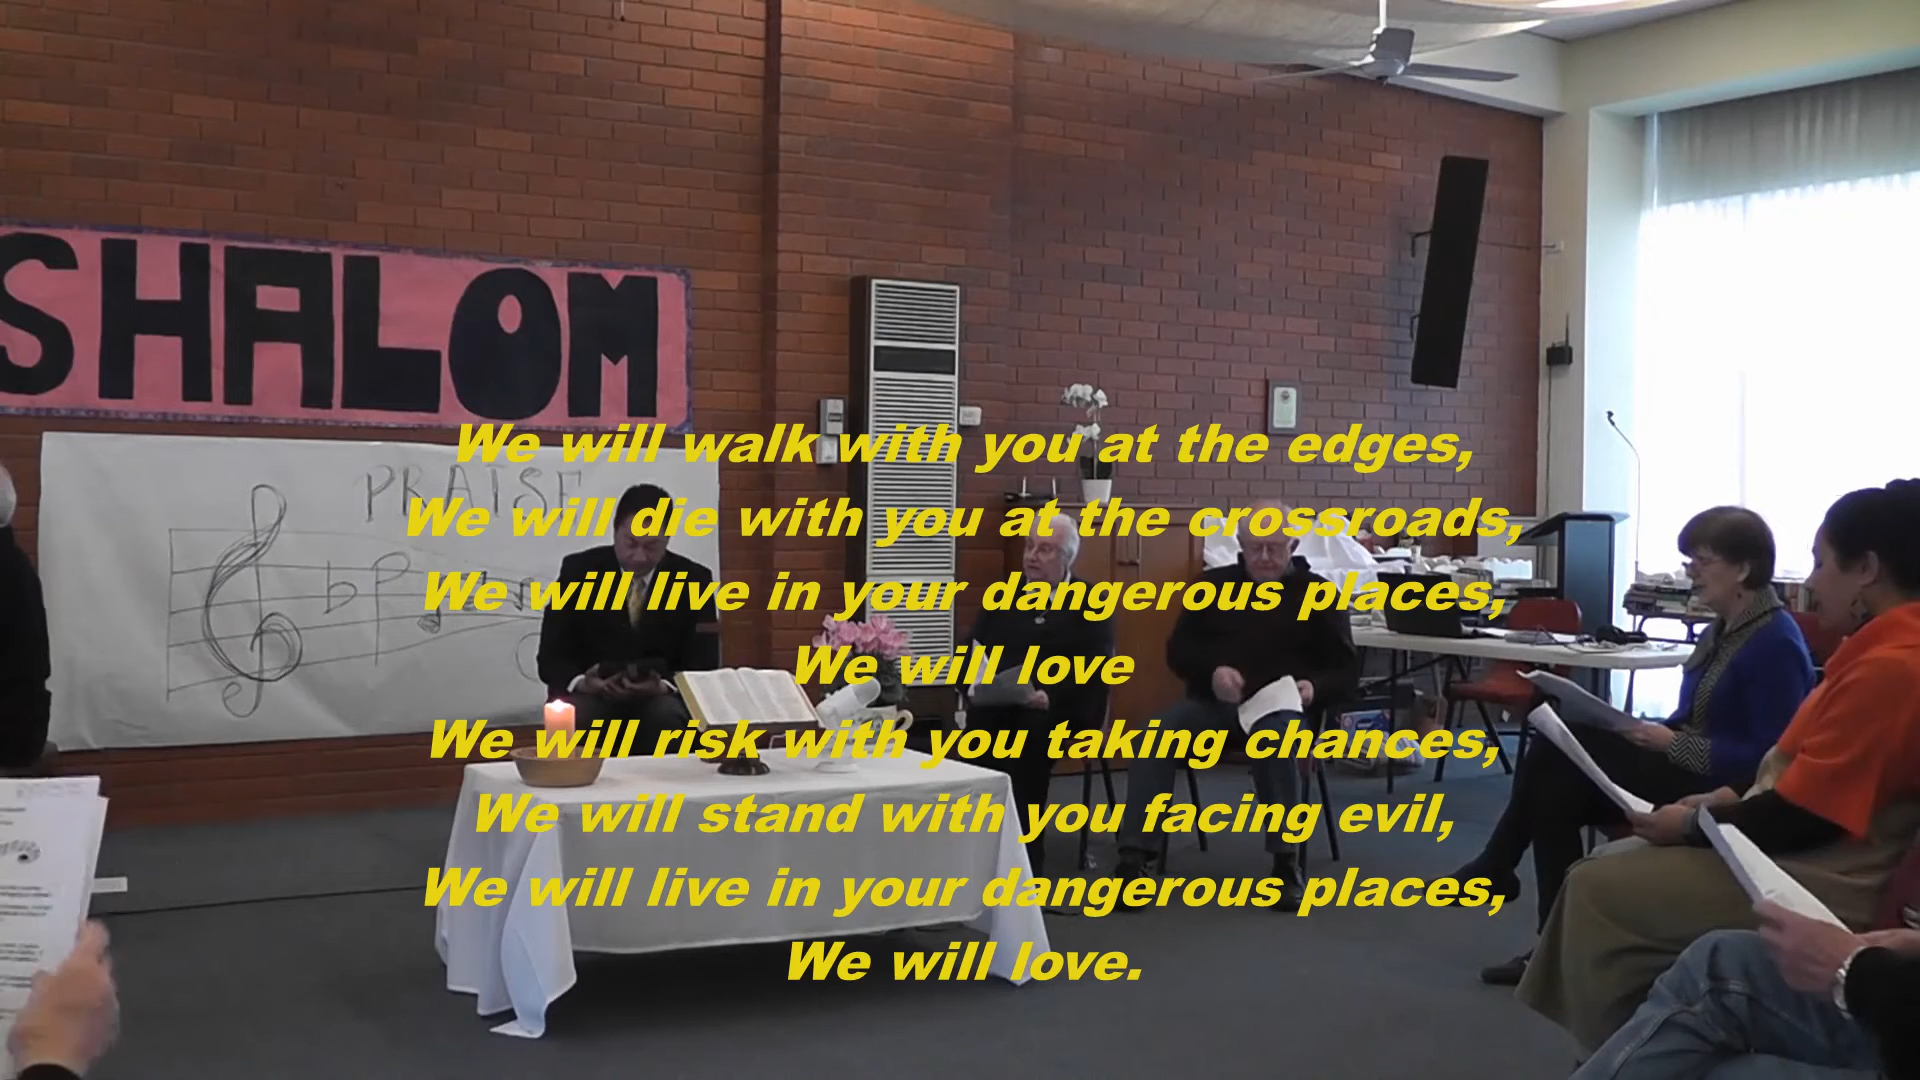 SHALOM
PRAISE
We will walk with you at the edges,
We will die with you at the crossroads,
We will live in your dangerous places,
We will love
We will risk with you taking chances,
We will stand with you facing evil,
We will live in your dangerous places,
We will love.